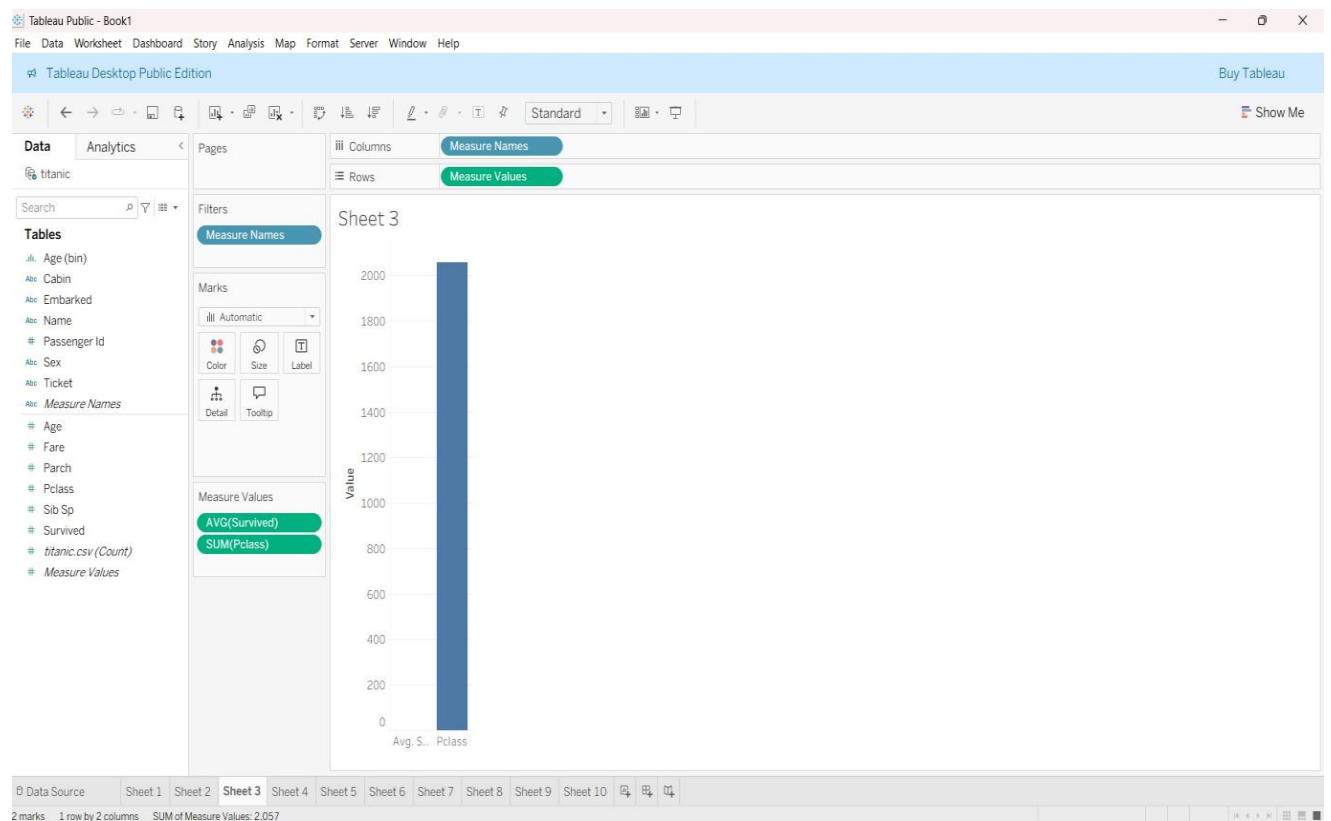 Tableau Public - Book1
File Data Worksheet Dashboard Story Analysis Map Format Server Window Help
Tableau Desktop Public Edition
Buy Tableau
Standard
Show Me
Data
Analytics
titanic
Search
Tables
Age (bin)
Abc Cabin
Abc Embarked
Abc Name
# Passenger Id
Abc Sex
Abc Ticket
Abc Measure Names
# Age
# Fare
# Parch
# Pclass
# Sib Sp
# Survived
# titanic.csv (Count)
# Measure Values
Pages
Filters
Measure Names
Marks
Automatic
Color
Size
T
Label
Detail
Tooltip
Measure Values
AVG(Survived)
SUM(Pclass)
Columns
Measure Names
Rows
Measure Values
Sheet 3
2000
1800
1600
1400
1200
1000
800
600
400
200
0
Value
Avg. S..
Pclass
Data Source
Sheet 1
Sheet 2
Sheet 3
Sheet 4
Sheet 5
Sheet 6
Sheet 7
Sheet 8
Sheet 9
Sheet 10
2 marks 1 row by 2 columns SUM of Measure Values: 2,057